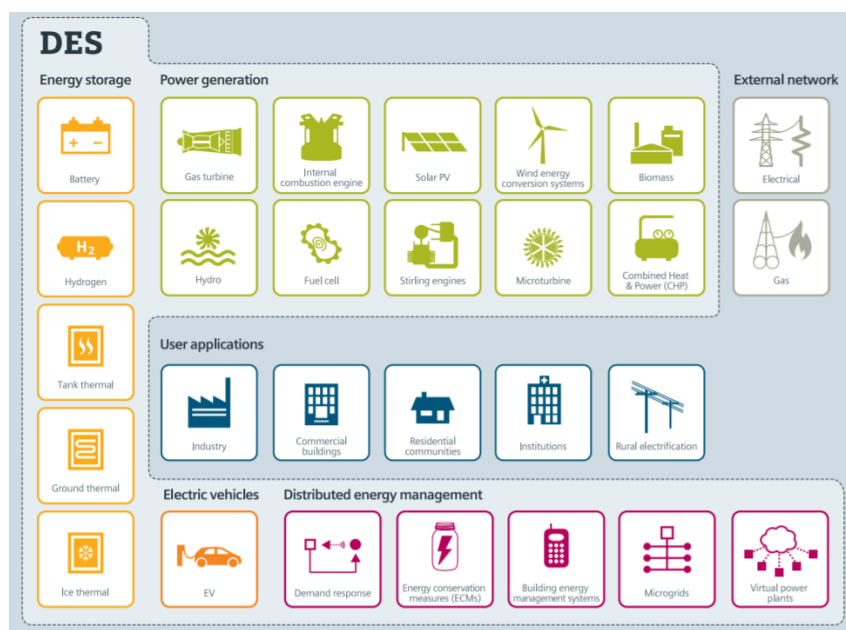 DES
Energy storage
Power generation
External network
Battery
Gas turbine
Internal
combustion engine
Solar PV
Wind energy
conversion systems
Biomass
Electrical
H2
Hydrogen
Hydro
Fuel cell
Stirling engines
Microturbine
Combined Heat
& Power (CHP)
Gas
Tank thermal
User applications
Industry
Commercial
buildings
Residential
communities
Institutions
Rural electrification
Ground thermal
Electric vehicles
Distributed energy management
Ice thermal
EV
Demand response
Energy conservation
measures (ECMs)
Building energy
management systems
Microgrids
Virtual power
plants